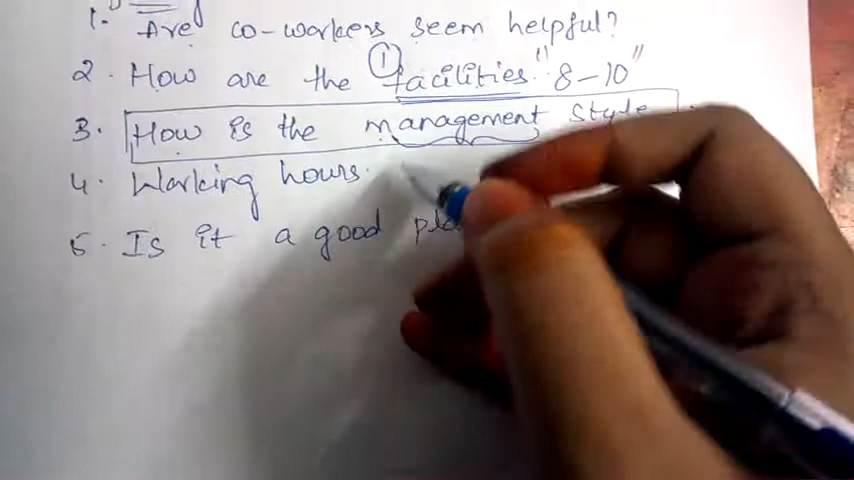 1. Are co-workers seem helpful?
2. How are the ① facilities "8-10"
3. How is the management style
4. Working hours.
5. Is it a good